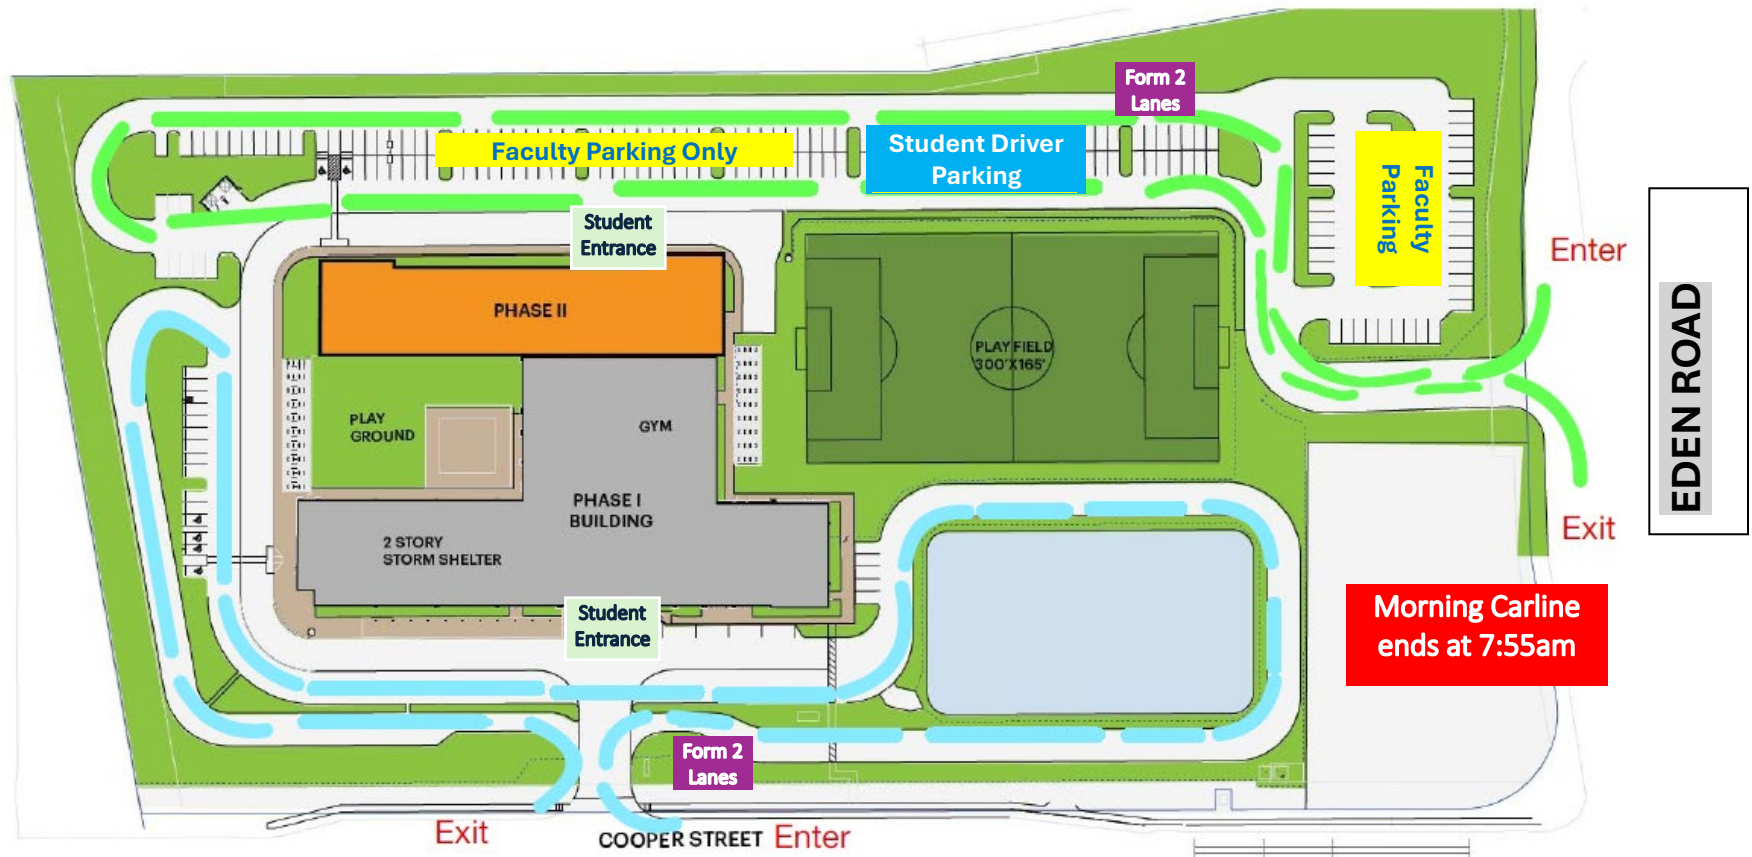 Form 2
Lanes
Faculty Parking Only
Student Driver
Parking
Faculty
Parking
Student
Entrance
Enter
PHASE II
PLAY FIELD
300'X165'
EDEN ROAD
PLAY
GROUND
GYM
PHASE I
BUILDING
2 STORY
STORM SHELTER
Exit
Student
Entrance
Morning Carline
ends at 7:55am
Form 2
Lanes
Exit
COOPER STREET
Enter